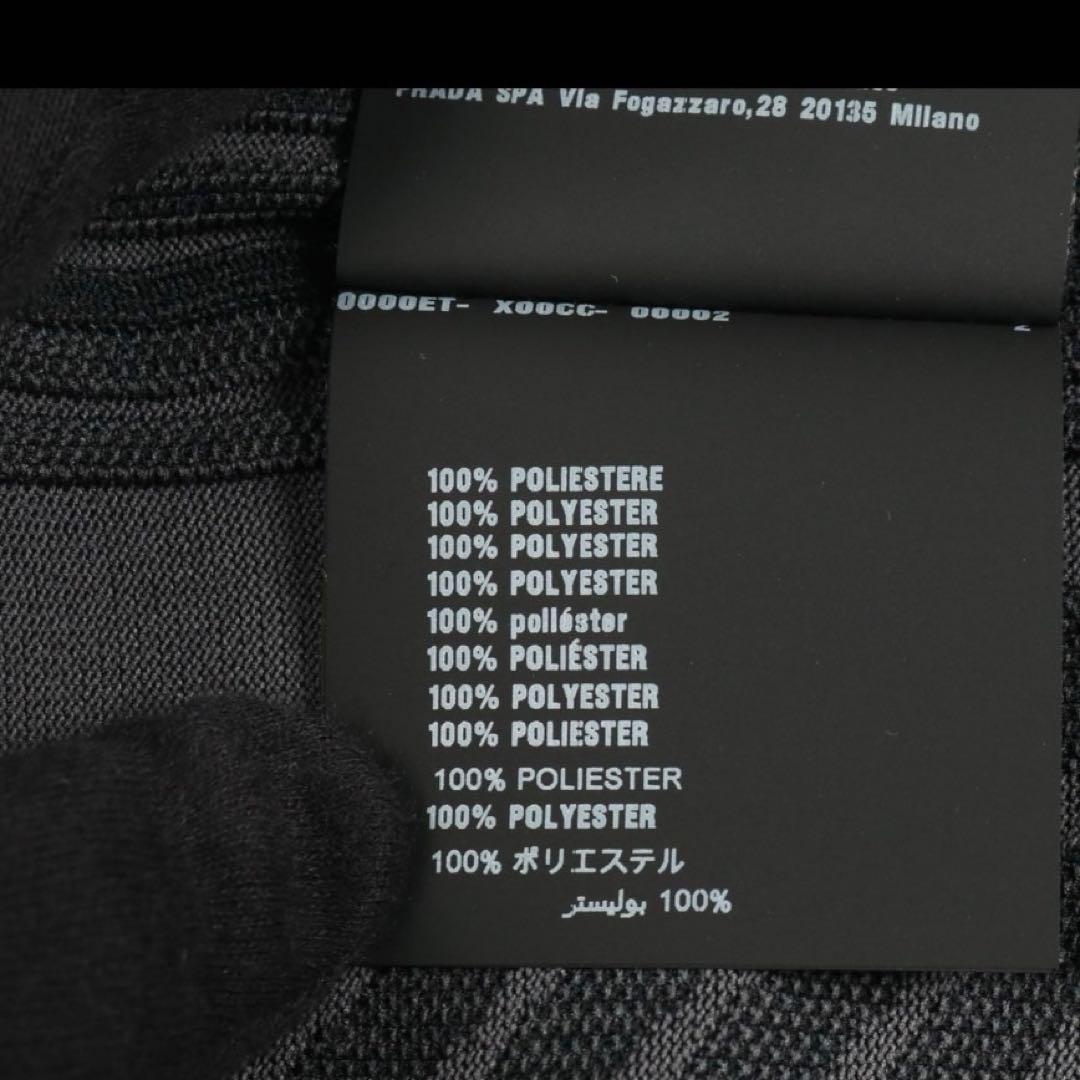 PRADA SPA Via Fogazzaro,28 20135 Milano
0000ET- X00CC- 00002
100% POLIESTERE
100% POLYESTER
100% POLYESTER
100% POLYESTER
100% poliéster
100% POLIÉSTER
100% POLYESTER
100% POLIESTER
100% POLIESTER
100% POLYESTER
100% ポリエステル
100% بوليستر